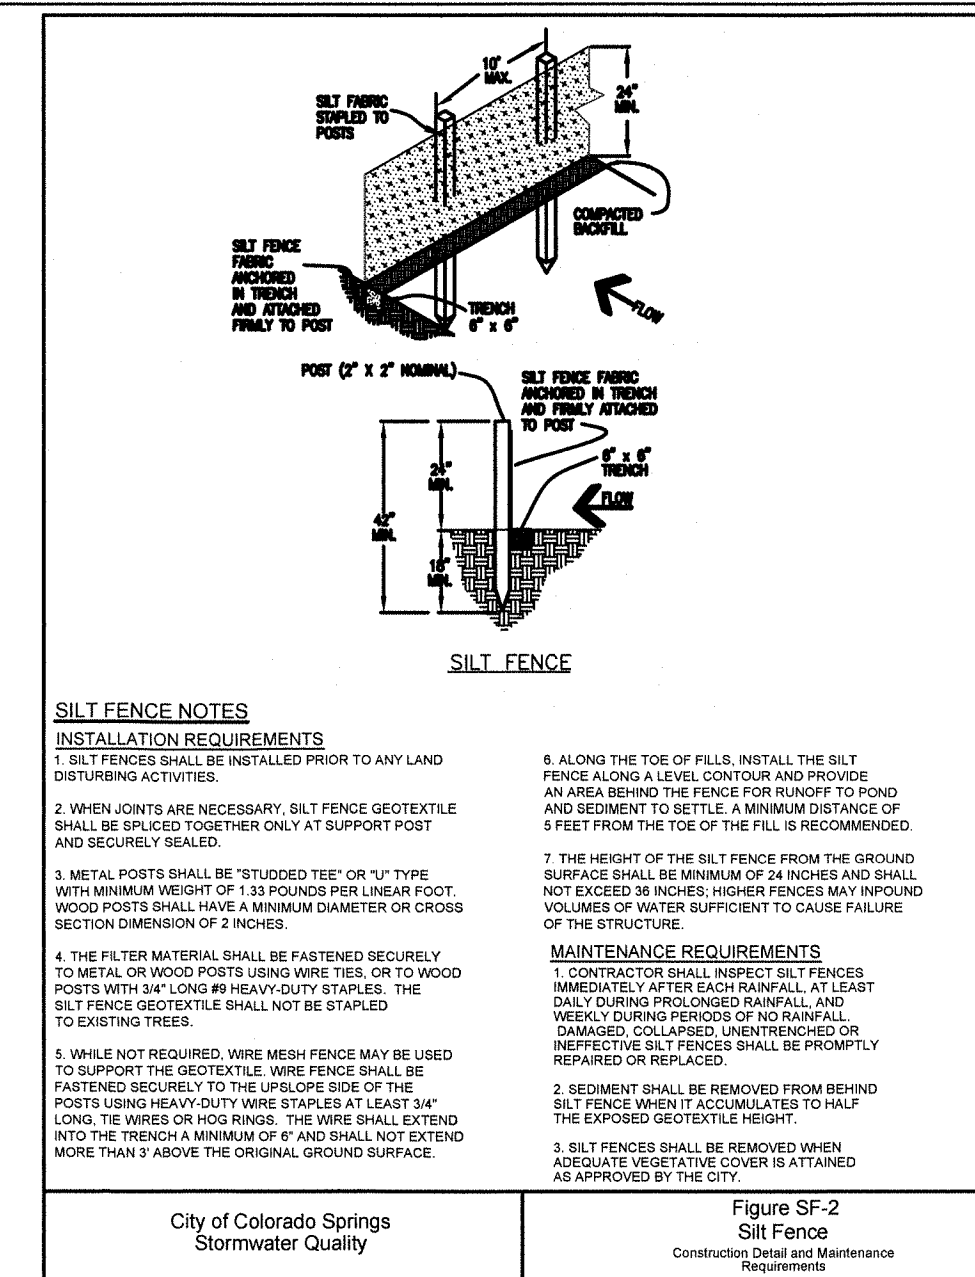 10" MAX.
SILT FABRIC
STAPLED TO
POSTS
24"
MIN.
COMPACTED
BACKFILL
SILT FENCE
FABRIC
ANCHORED
IN TRENCH
AND ATTACHED
FIRMLY TO POST
TRENCH
6" x 6"
FLOW
POST (2" X 2" NOMINAL)
SILT FENCE FABRIC
ANCHORED IN TRENCH
AND FIRMLY ATTACHED
TO POST
6" x 6"
TRENCH
FLOW
24"
MIN.
42"
MIN.
18"
MIN.
SILT FENCE
SILT FENCE NOTES
INSTALLATION REQUIREMENTS
1. SILT FENCES SHALL BE INSTALLED PRIOR TO ANY LAND
DISTURBING ACTIVITIES.
2. WHEN JOINTS ARE NECESSARY, SILT FENCE GEOTEXTILE
SHALL BE SPLICED TOGETHER ONLY AT SUPPORT POST
AND SECURELY SEALED.
3. METAL POSTS SHALL BE "STUDDED TEE" OR "U" TYPE
WITH MINIMUM WEIGHT OF 1.33 POUNDS PER LINEAR FOOT.
WOOD POSTS SHALL HAVE A MINIMUM DIAMETER OR CROSS
SECTION DIMENSION OF 2 INCHES.
4. THE FILTER MATERIAL SHALL BE FASTENED SECURELY
TO METAL OR WOOD POSTS USING WIRE TIES, OR TO WOOD
POSTS WITH 3/4" LONG #9 HEAVY-DUTY STAPLES. THE
SILT FENCE GEOTEXTILE SHALL NOT BE STAPLED
TO EXISTING TREES.
5. WHILE NOT REQUIRED, WIRE MESH FENCE MAY BE USED
TO SUPPORT THE GEOTEXTILE. WIRE FENCE SHALL BE
FASTENED SECURELY TO THE UPSLOPE SIDE OF THE
POSTS USING HEAVY-DUTY WIRE STAPLES AT LEAST 3/4"
LONG, TIE WIRES OR HOG RINGS. THE WIRE SHALL EXTEND
INTO THE TRENCH A MINIMUM OF 6" AND SHALL NOT EXTEND
MORE THAN 3' ABOVE THE ORIGINAL GROUND SURFACE.
6. ALONG THE TOE OF FILLS, INSTALL THE SILT
FENCE ALONG A LEVEL CONTOUR AND PROVIDE
AN AREA BEHIND THE FENCE FOR RUNOFF TO POND
AND SEDIMENT TO SETTLE. A MINIMUM DISTANCE OF
5 FEET FROM THE TOE OF THE FILL IS RECOMMENDED.
7. THE HEIGHT OF THE SILT FENCE FROM THE GROUND
SURFACE SHALL BE MINIMUM OF 24 INCHES AND SHALL
NOT EXCEED 36 INCHES; HIGHER FENCES MAY INPOUND
VOLUMES OF WATER SUFFICIENT TO CAUSE FAILURE
OF THE STRUCTURE.
MAINTENANCE REQUIREMENTS
1. CONTRACTOR SHALL INSPECT SILT FENCES
IMMEDIATELY AFTER EACH RAINFALL, AT LEAST
DAILY DURING PROLONGED RAINFALL, AND
WEEKLY DURING PERIODS OF NO RAINFALL.
DAMAGED, COLLAPSED, UNENTRENCHED OR
INEFFECTIVE SILT FENCES SHALL BE PROMPTLY
REPAIRED OR REPLACED.
2. SEDIMENT SHALL BE REMOVED FROM BEHIND
SILT FENCE WHEN IT ACCUMULATES TO HALF
THE EXPOSED GEOTEXTILE HEIGHT.
3. SILT FENCES SHALL BE REMOVED WHEN
ADEQUATE VEGETATIVE COVER IS ATTAINED
AS APPROVED BY THE CITY.
City of Colorado Springs
Stormwater Quality
Figure SF-2
Silt Fence
Construction Detail and Maintenance
Requirements